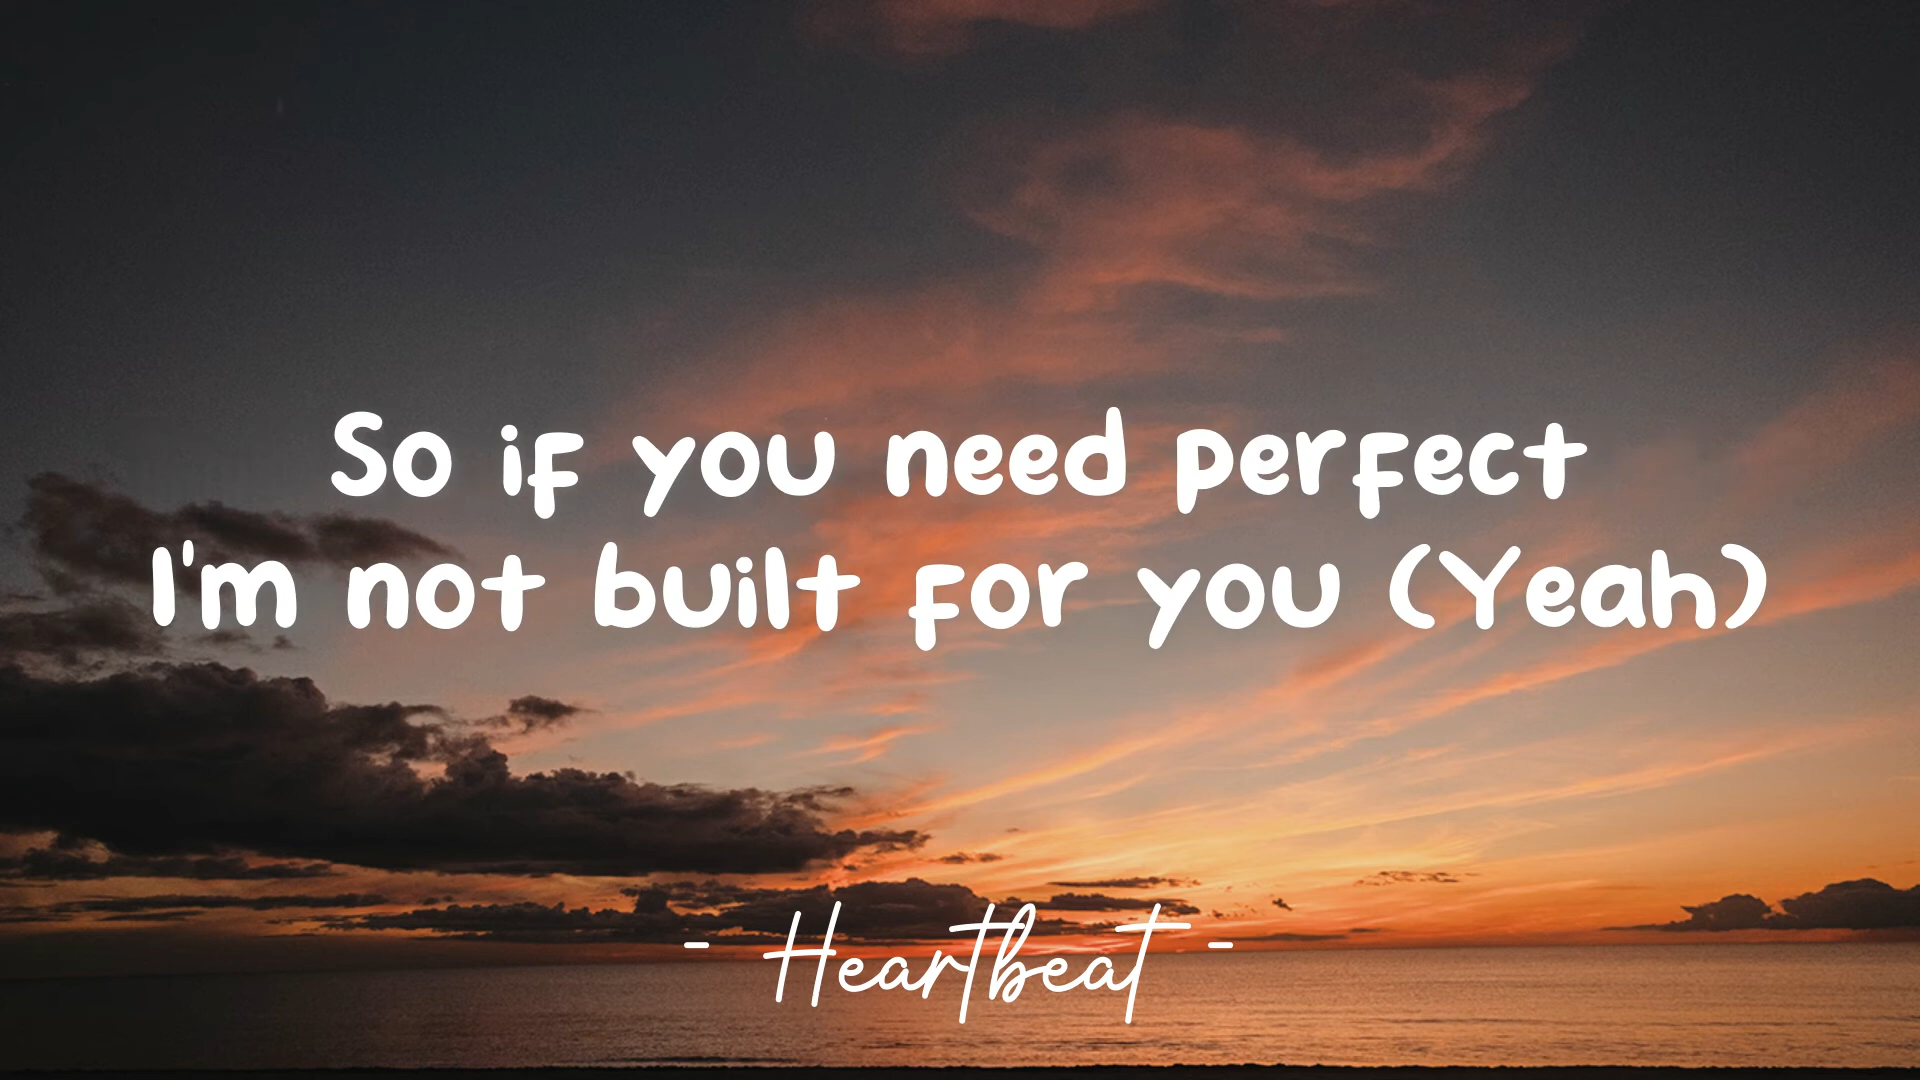 So if you need perfect
I'm not built for you (Yeah)
- Heartbeat -